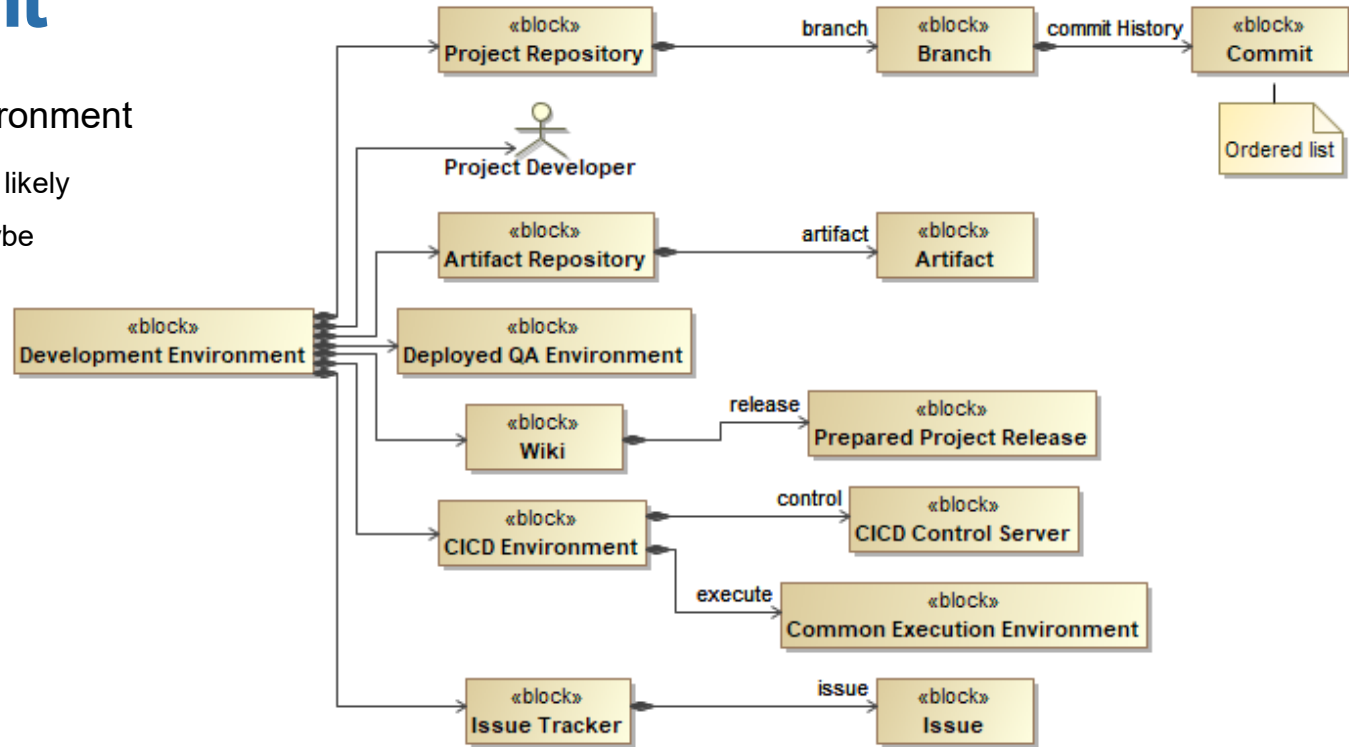 «block»
Project Repository
branch
«block»
Branch
commit History
«block»
Commit
Ordered list
Project Developer
likely
«block»
Artifact Repository
artifact
«block»
Artifact
«block»
Development Environment
«block»
Deployed QA Environment
«block»
Wiki
release
«block»
Prepared Project Release
«block»
CICD Environment
control
«block»
CICD Control Server
execute
«block»
Common Execution Environment
«block»
Issue Tracker
issue
«block»
Issue